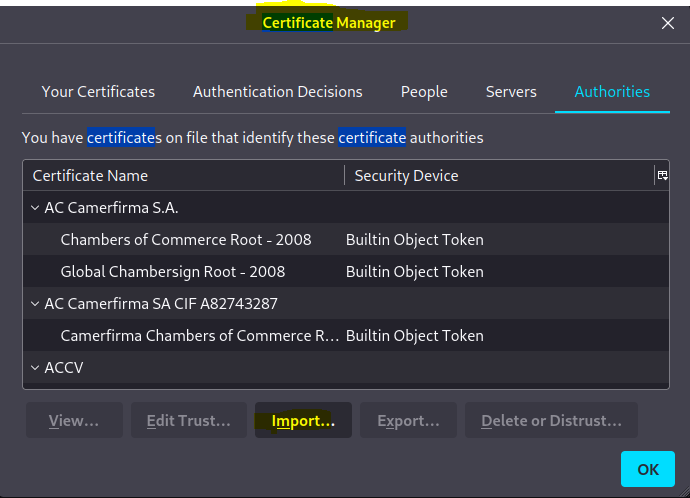 Certificate Manager
Your Certificates Authentication Decisions People Servers Authorities
You have certificates on file that identify these certificate authorities
Certificate Name Security Device
AC Camerfirma S.A.
Chambers of Commerce Root - 2008 Builtin Object Token
Global Chambersign Root - 2008 Builtin Object Token
AC Camerfirma SA CIF A82743287
Camerfirma Chambers of Commerce R... Builtin Object Token
ACCV
View... Edit Trust... Import... Export... Delete or Distrust...
OK